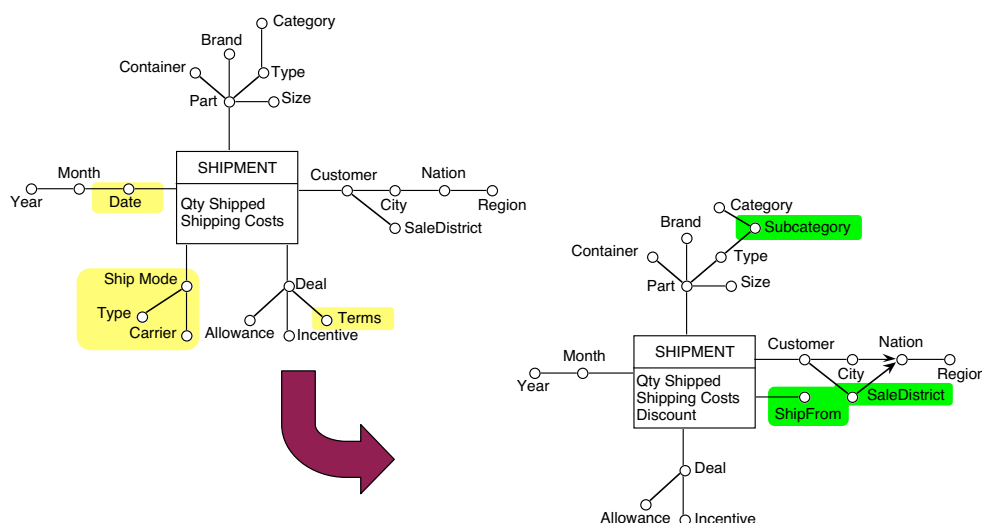 Category
Brand
Container
Type
Part
Size
SHIPMENT
Qty Shipped
Shipping Costs
Month
Year
Date
Customer
Nation
City
Region
SaleDistrict
Ship Mode
Type
Carrier
Deal
Terms
Allowance
Incentive
Category
Subcategory
Brand
Container
Type
Part
Size
SHIPMENT
Qty Shipped
Shipping Costs
Discount
Month
Year
Customer
Nation
City
Region
SaleDistrict
ShipFrom
Deal
Allowance
Incentive